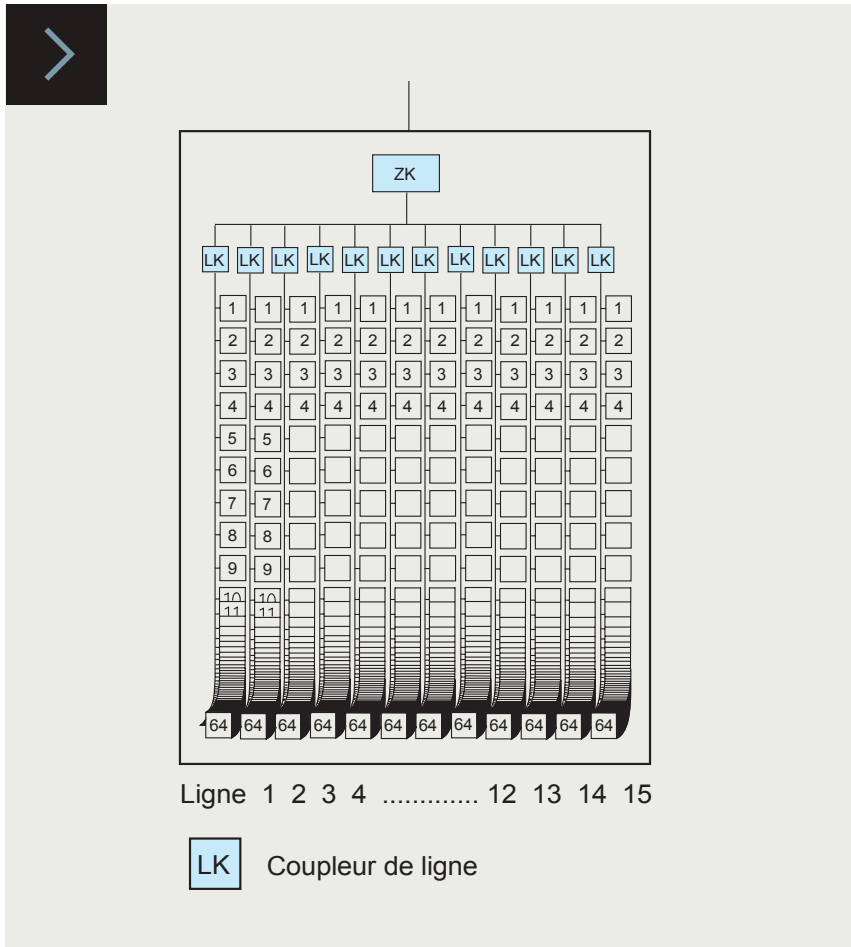 ZK
LK LK LK LK LK LK LK LK LK LK LK LK
1 1 1 1 1 1 1 1 1 1 1 1
2 2 2 2 2 2 2 2 2 2 2 2
3 3 3 3 3 3 3 3 3 3 3 3
4 4 4 4 4 4 4 4 4 4 4 4
5 5
6 6
7 7
8 8
9 9
10 10
11 11
64 64 64 64 64 64 64 64 64 64 64 64
Ligne 1 2 3 4 ............. 12 13 14 15
LK Coupleur de ligne